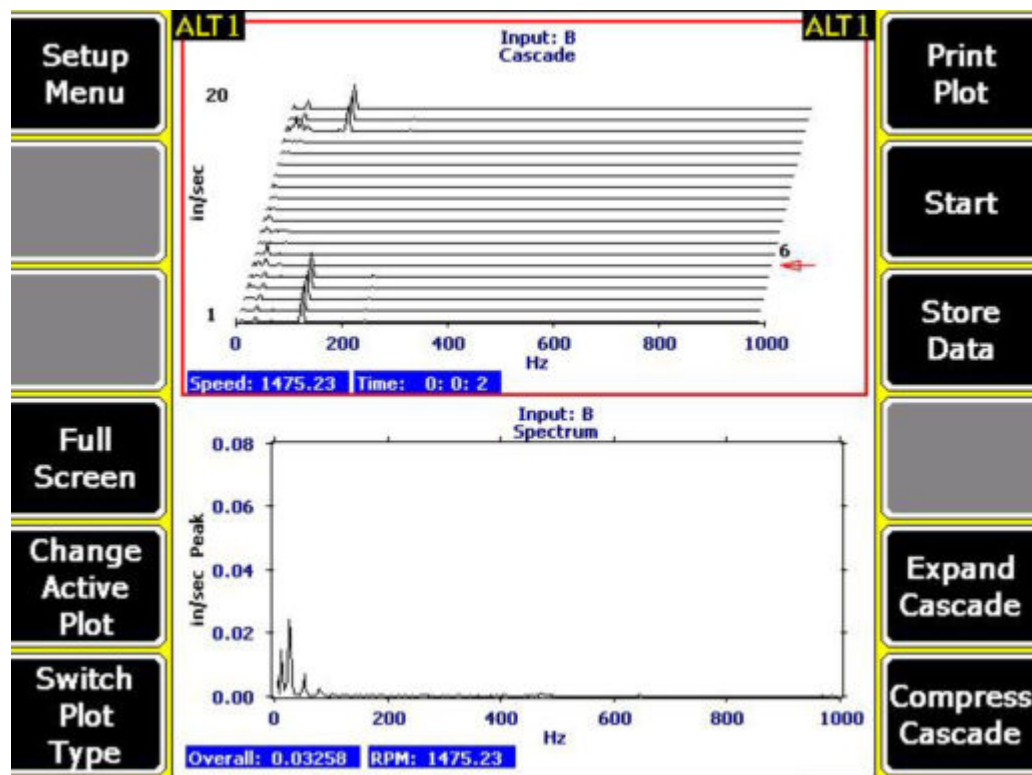 Setup
Menu
Full
Screen
Change
Active
Plot
Switch
Plot
Type
ALT1
ALT1
Input: B
Cascade
20
in/sec
1
6
0
200
400
600
800
1000
Hz
Speed: 1475.23
Time: 0: 0: 2
Input: B
Spectrum
0.08
0.06
0.04
0.02
0.00
in/sec Peak
0
200
400
600
800
1000
Hz
Overall: 0.03258
RPM: 1475.23
Print
Plot
Start
Store
Data
Expand
Cascade
Compress
Cascade